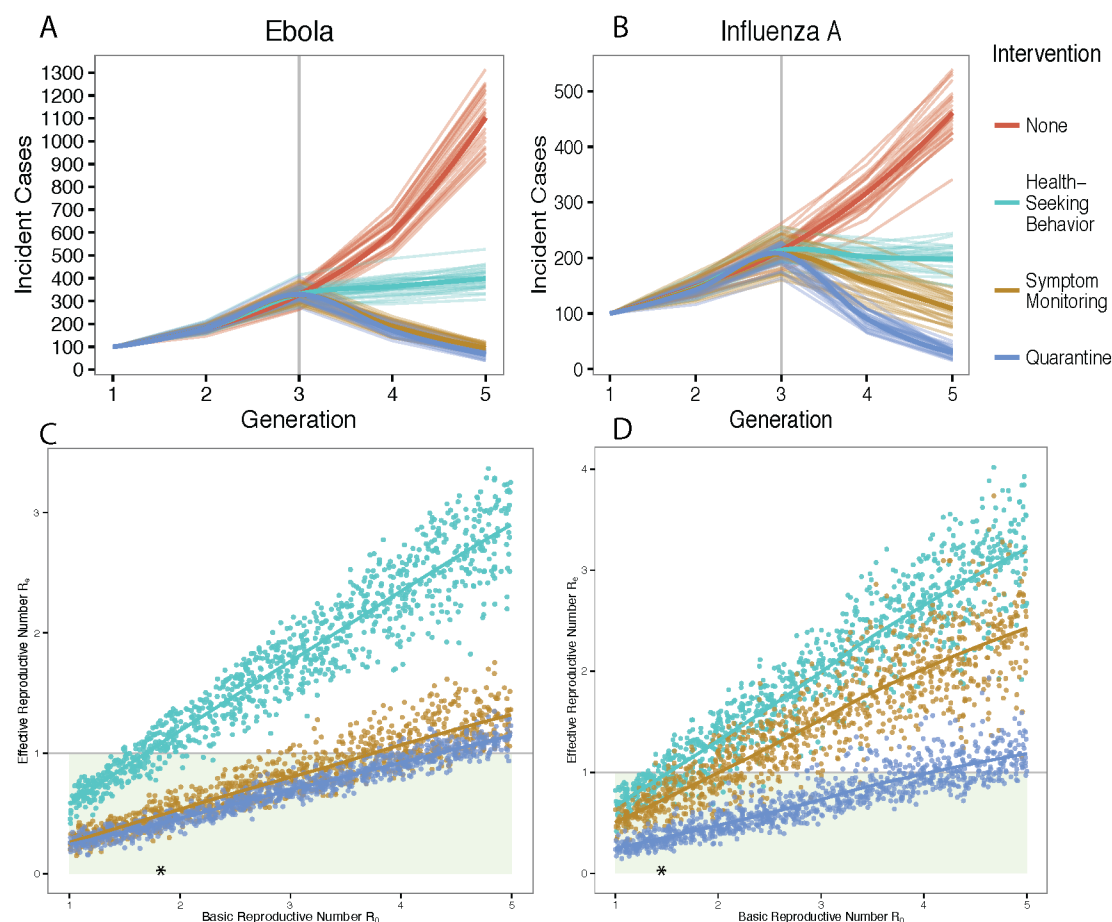 A
Ebola
Incident Cases
1300
1200
1100
1000
900
800
700
600
500
400
300
200
100
0
1
2
3
4
5
Generation
B
Influenza A
Incident Cases
500
400
300
200
100
0
1
2
3
4
5
Generation
Intervention
None
Health–
Seeking
Behavior
Symptom
Monitoring
Quarantine
C
Effective Reproductive Number Re
3
2
1
0
*
1
2
3
4
5
Basic Reproductive Number R0
D
Effective Reproductive Number Re
4
3
2
1
0
*
1
2
3
4
5
Basic Reproductive Number R0